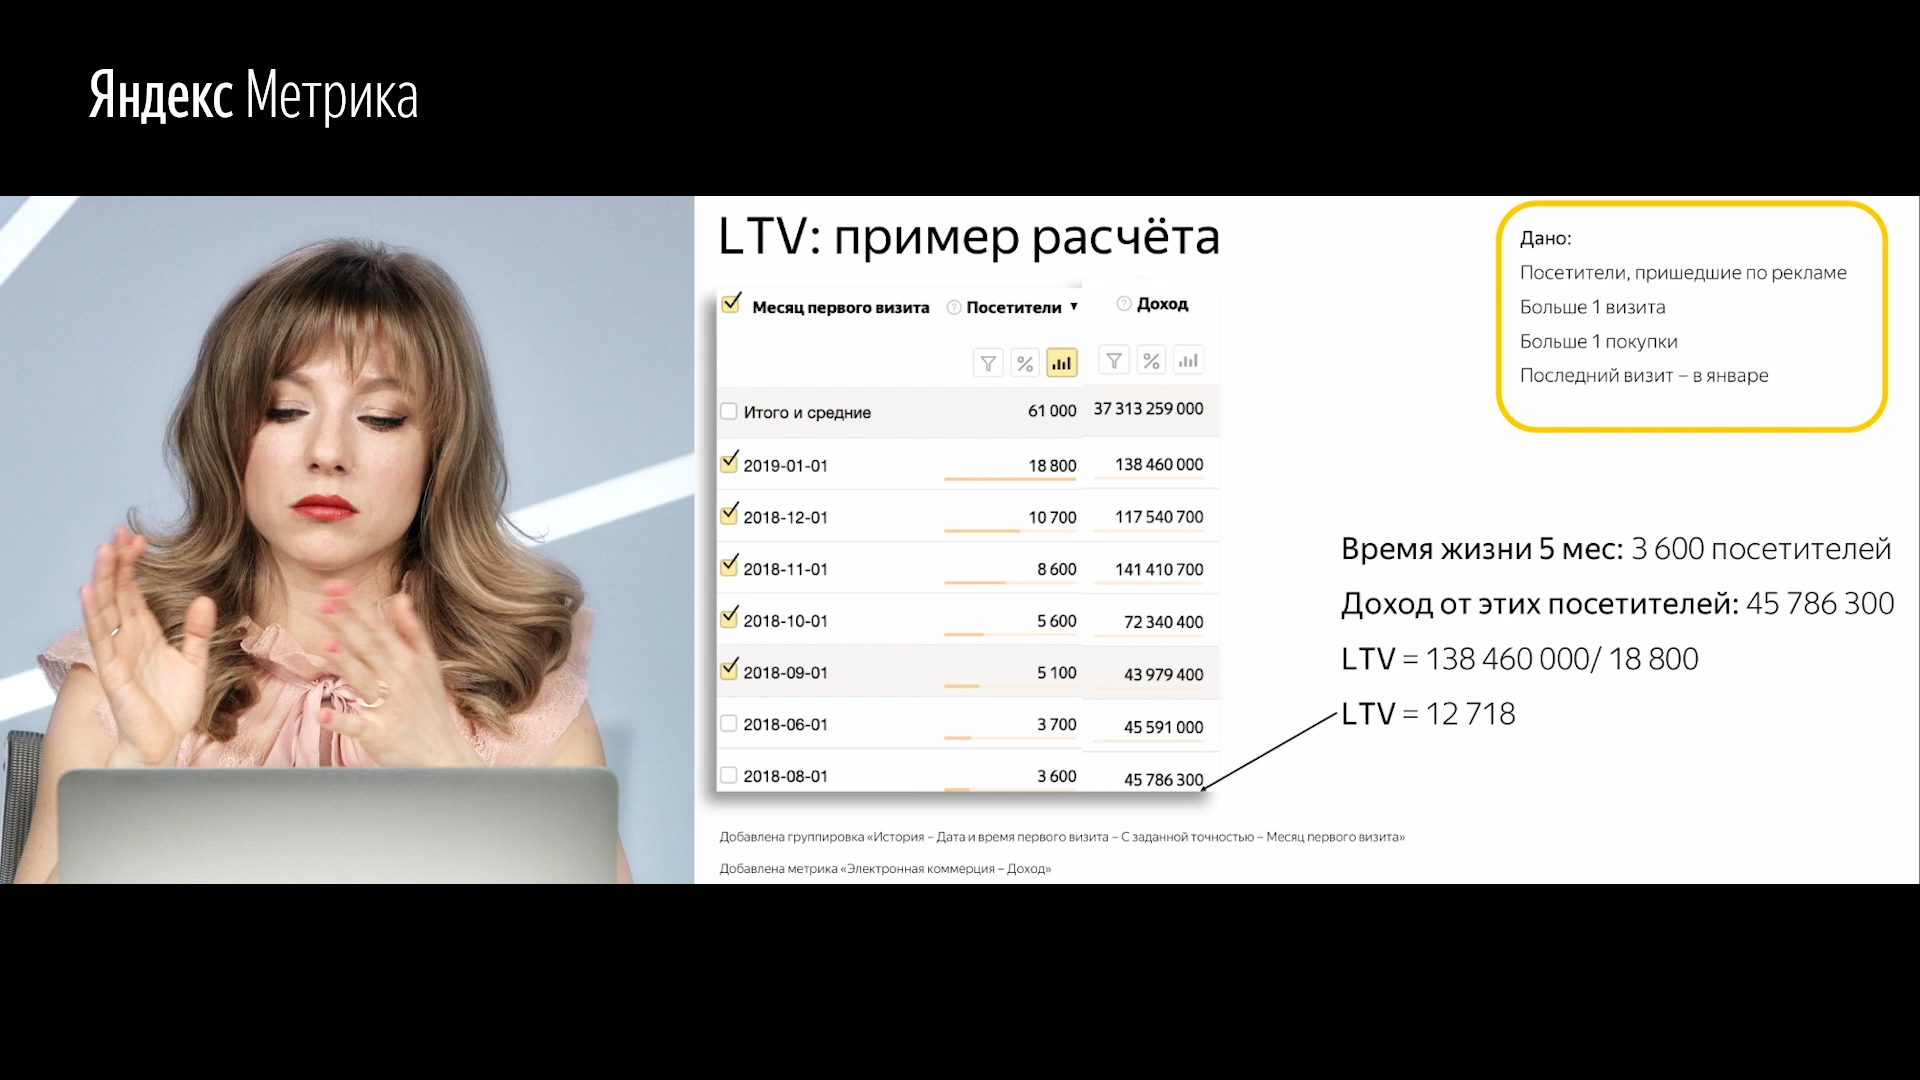 Яндекс Метрика
LTV: пример расчёта
Дано:
Посетители, пришедшие по рекламе
Больше 1 визита
Больше 1 покупки
Последний визит – в январе
Месяц первого визита ? Посетители ▼ ? Доход
% %
Итого и средние 61 000 37 313 259 000
2019-01-01 18 800 138 460 000
2018-12-01 10 700 117 540 700
2018-11-01 8 600 141 410 700
2018-10-01 5 600 72 340 400
2018-09-01 5 100 43 979 400
2018-06-01 3 700 45 591 000
2018-08-01 3 600 45 786 300
Время жизни 5 мес: 3 600 посетителей
Доход от этих посетителей: 45 786 300
LTV = 138 460 000/ 18 800
LTV = 12 718
Добавлена группировка «История – Дата и время первого визита – С заданной точностью – Месяц первого визита»
Добавлена метрика «Электронная коммерция – Доход»